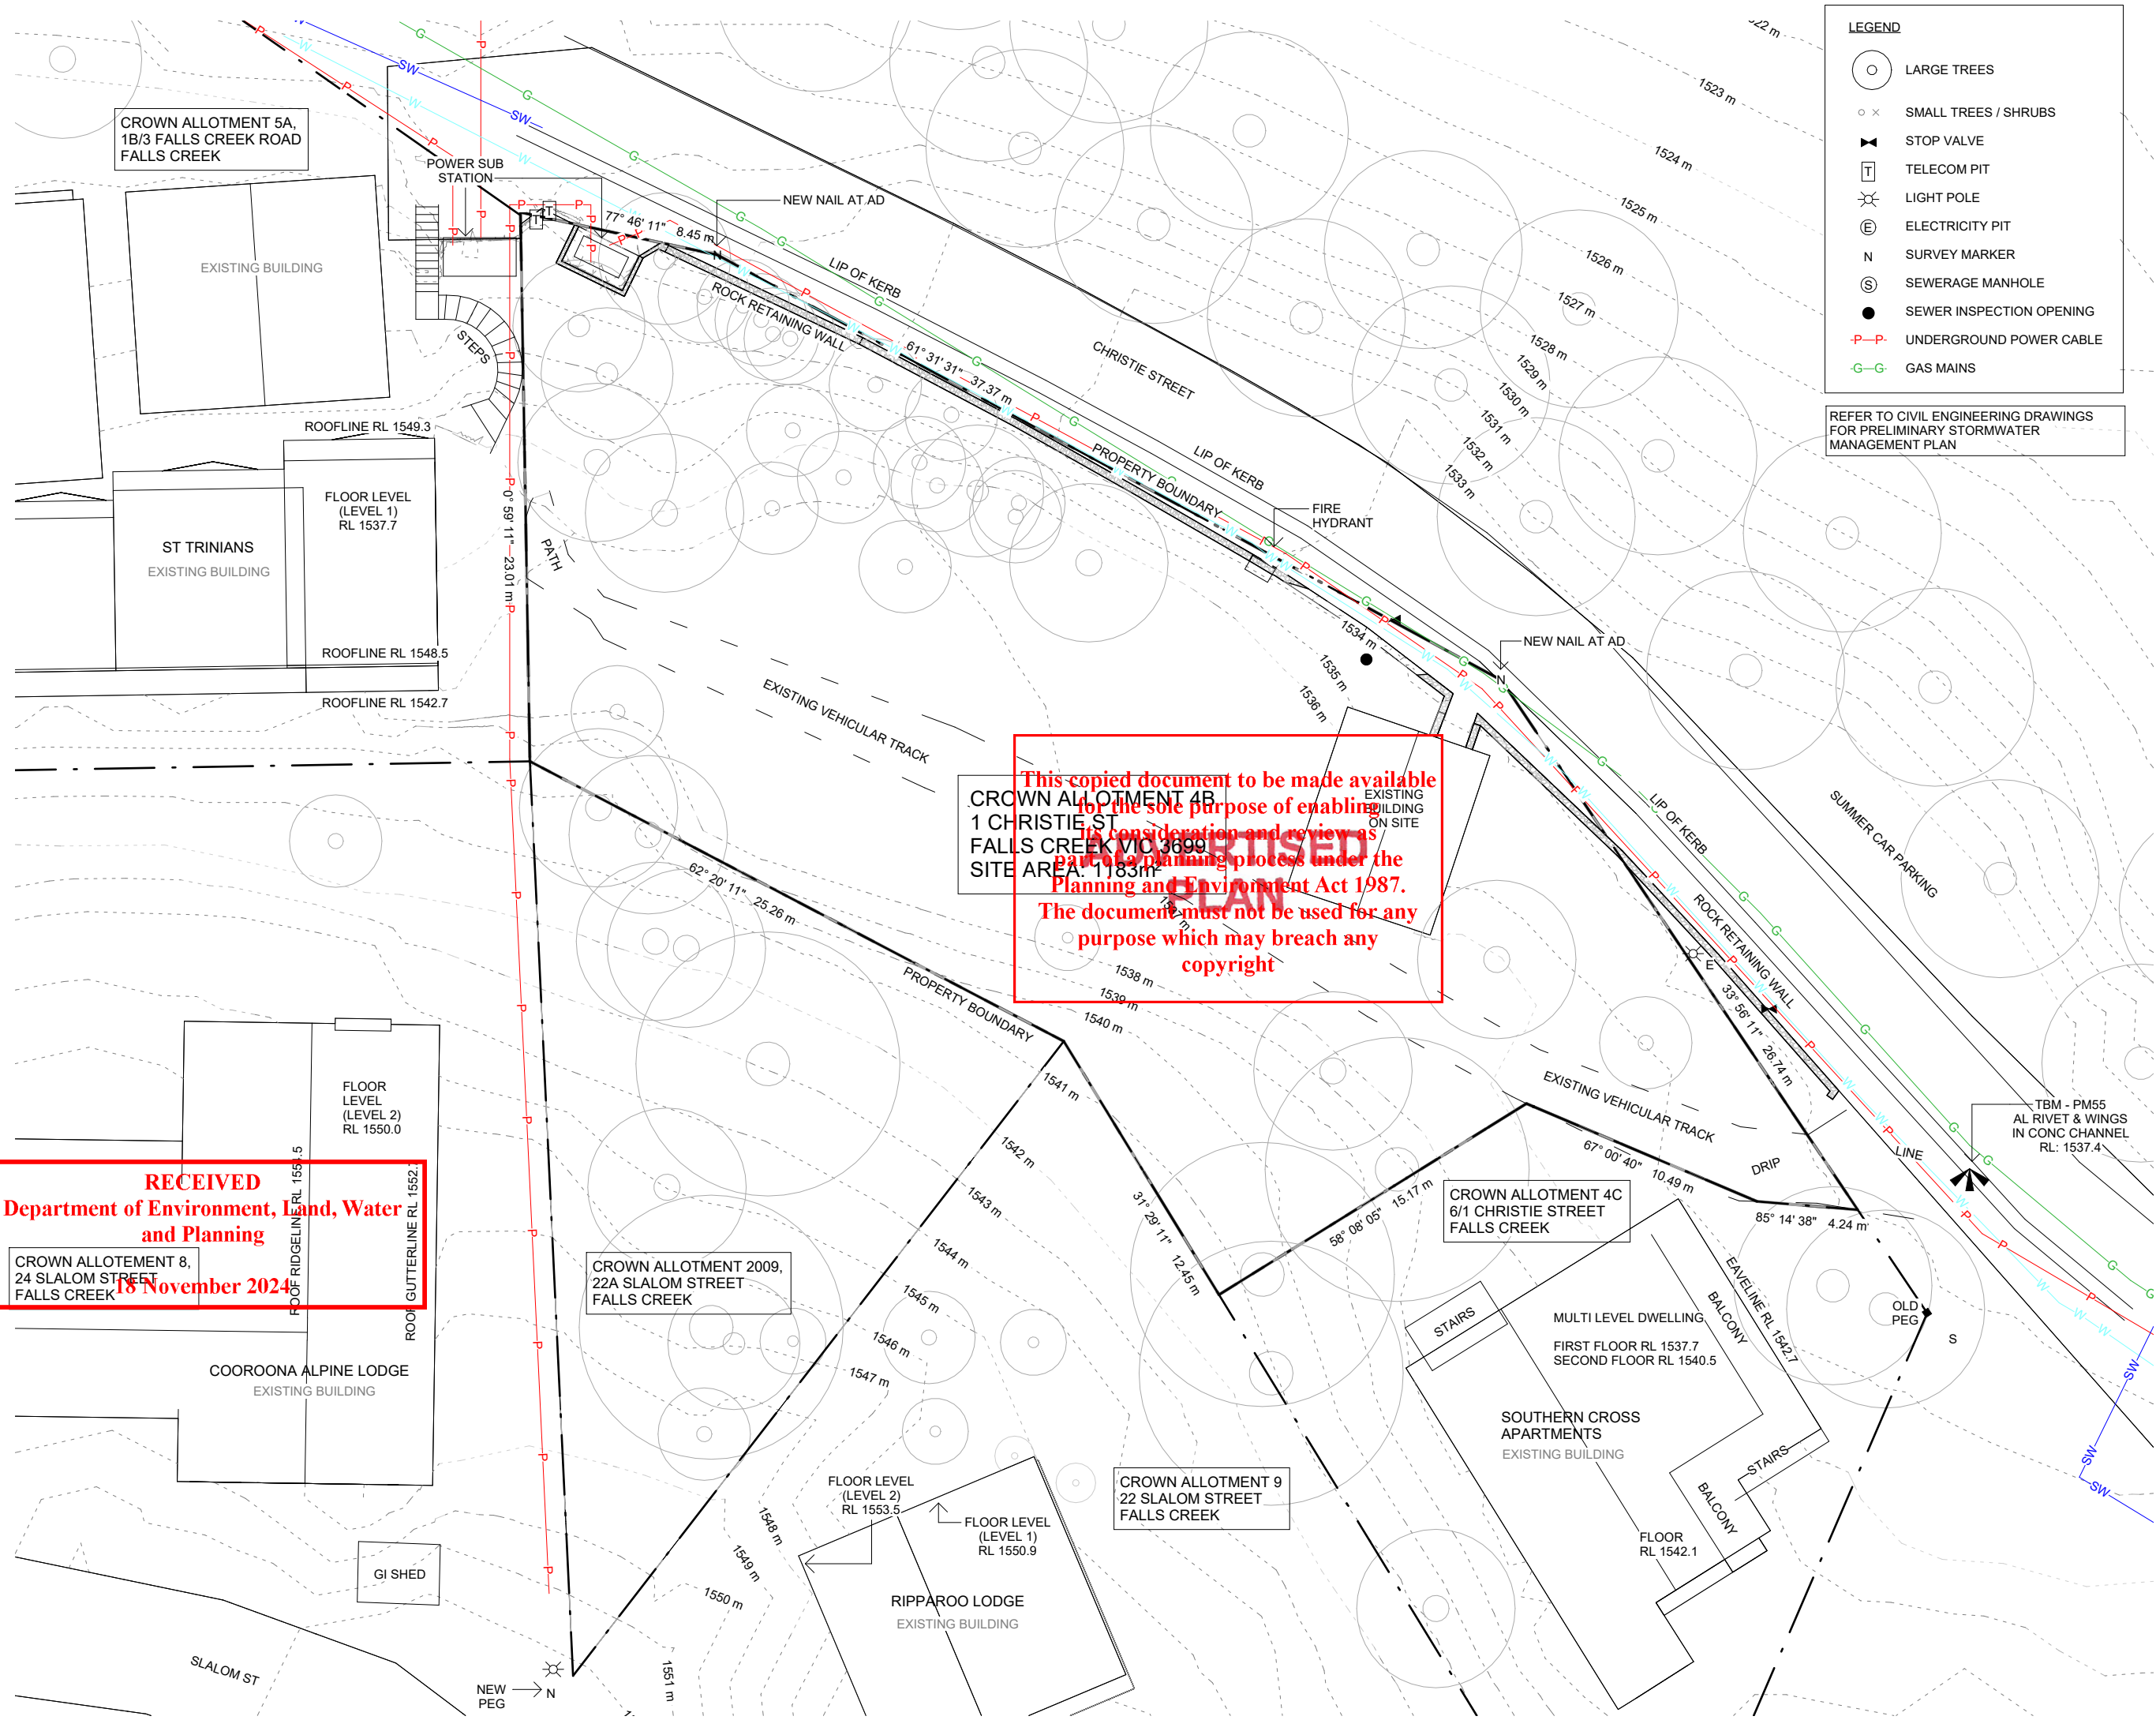 LEGEND
LARGE TREES
SMALL TREES / SHRUBS
STOP VALVE
T TELECOM PIT
LIGHT POLE
E ELECTRICITY PIT
N SURVEY MARKER
S SEWERAGE MANHOLE
SEWER INSPECTION OPENING
-P—P- UNDERGROUND POWER CABLE
-G—G- GAS MAINS
REFER TO CIVIL ENGINEERING DRAWINGS
FOR PRELIMINARY STORMWATER
MANAGEMENT PLAN
CROWN ALLOTMENT 5A,
1B/3 FALLS CREEK ROAD
FALLS CREEK
POWER SUB
STATION
NEW NAIL AT AD
77° 46' 11" 8.45 m
LIP OF KERB
ROCK RETAINING WALL
61° 31' 31" 37.37 m
CHRISTIE STREET
EXISTING BUILDING
STEPS
1522 m
1523 m
1524 m
1525 m
1526 m
1527 m
1528 m
1529 m
1530 m
1531 m
1532 m
1533 m
ROOFLINE RL 1549.3
FLOOR LEVEL
(LEVEL 1)
RL 1537.7
ST TRINIANS
EXISTING BUILDING
ROOFLINE RL 1548.5
ROOFLINE RL 1542.7
0° 59' 11" 23.01 m
PATH
PROPERTY BOUNDARY
LIP OF KERB
FIRE
HYDRANT
1534 m
1535 m
1536 m
NEW NAIL AT AD
N
EXISTING VEHICULAR TRACK
CROWN ALLOTMENT 4B
1 CHRISTIE ST
FALLS CREEK VIC 3699
SITE AREA: 1183m²
EXISTING
BUILDING
ON SITE
This copied document to be made available
for the sole purpose of enabling
its consideration and review as
part of a planning process under the
Planning and Environment Act 1987.
The document must not be used for any
purpose which may breach any
copyright
ADVERTISED
PLAN
LIP OF KERB
SUMMER CAR PARKING
ROCK RETAINING WALL
E
33° 56' 11" 26.74 m
62° 20' 11" 25.26 m
PROPERTY BOUNDARY
1537 m
1538 m
1539 m
1540 m
1541 m
1542 m
1543 m
1544 m
1545 m
1546 m
1547 m
1548 m
1549 m
1550 m
1551 m
EXISTING VEHICULAR TRACK
67° 00' 40" 10.49 m
DRIP
LINE
85° 14' 38" 4.24 m
TBM - PM55
AL RIVET & WINGS
IN CONC CHANNEL
RL: 1537.4
31° 29' 11" 12.45 m
58° 08' 05" 15.17 m
CROWN ALLOTMENT 4C
6/1 CHRISTIE STREET
FALLS CREEK
FLOOR
LEVEL
(LEVEL 2)
RL 1550.0
RECEIVED
Department of Environment, Land, Water
and Planning
18 November 2024
CROWN ALLOTEMENT 8,
24 SLALOM STREET
FALLS CREEK
ROOF GUTTERLINE RL 1552.
COOROONA ALPINE LODGE
EXISTING BUILDING
CROWN ALLOTMENT 2009,
22A SLALOM STREET
FALLS CREEK
STAIRS
MULTI LEVEL DWELLING
FIRST FLOOR RL 1537.7
SECOND FLOOR RL 1540.5
BALCONY
EAVELINE RL 1542.7
OLD
PEG
S
SOUTHERN CROSS
APARTMENTS
EXISTING BUILDING
STAIRS
BALCONY
FLOOR
RL 1542.1
CROWN ALLOTMENT 9
22 SLALOM STREET
FALLS CREEK
FLOOR LEVEL
(LEVEL 2)
RL 1553.5
FLOOR LEVEL
(LEVEL 1)
RL 1550.9
RIPPAROO LODGE
EXISTING BUILDING
GI SHED
SLALOM ST
NEW
PEG
N